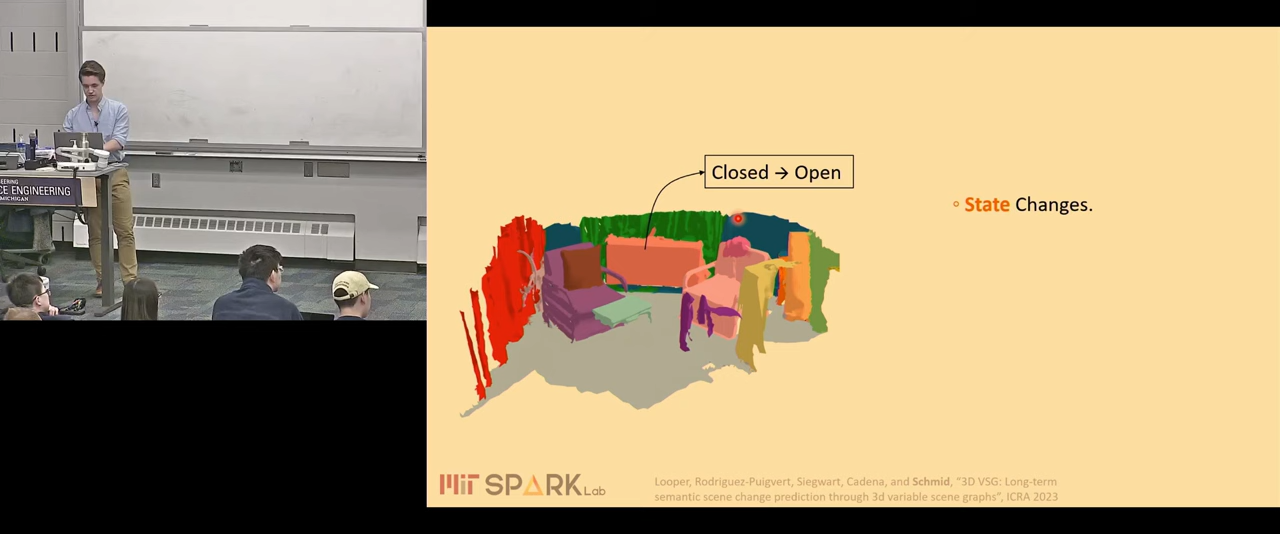 ENGINEERING
CE ENGINEERING
MICHIGAN
Closed → Open
◦ State Changes.
MIT SPARK Lab
Looper, Rodriguez-Puigvert, Siegwart, Cadena, and Schmid, “3D VSG: Long-term
semantic scene change prediction through 3d variable scene graphs”, ICRA 2023